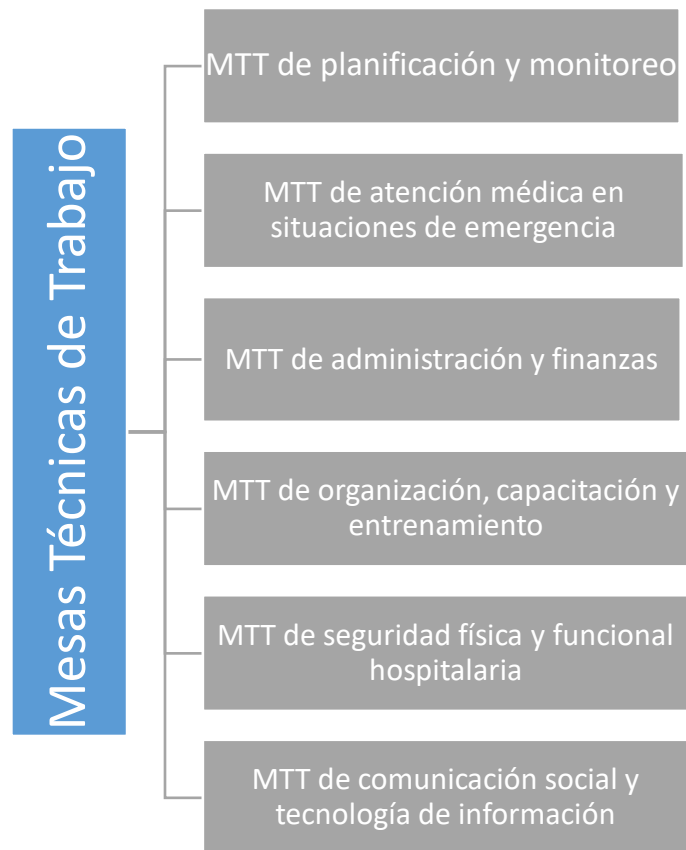 Mesas Técnicas de Trabajo
MTT de planificación y monitoreo
MTT de atención médica en
situaciones de emergencia
MTT de administración y finanzas
MTT de organización, capacitación y
entrenamiento
MTT de seguridad física y funcional
hospitalaria
MTT de comunicación social y
tecnología de información